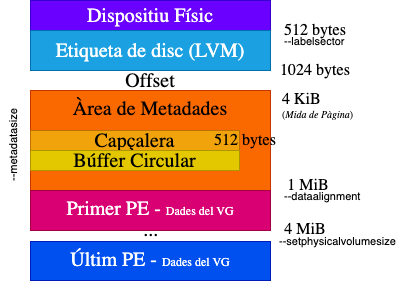 Dispositiu Físic
512 bytes
--labelsector
Etiqueta de disc (LVM)
1024 bytes
Offset
4 KiB
(Mida de Pàgina)
Àrea de Metadades
--metadatasize
Capçalera
512 bytes
Búffer Circular
1 MiB
--dataalignment
Primer PE - Dades del VG
4 MiB
--setphysicalvolumesize
...
Últim PE - Dades del VG